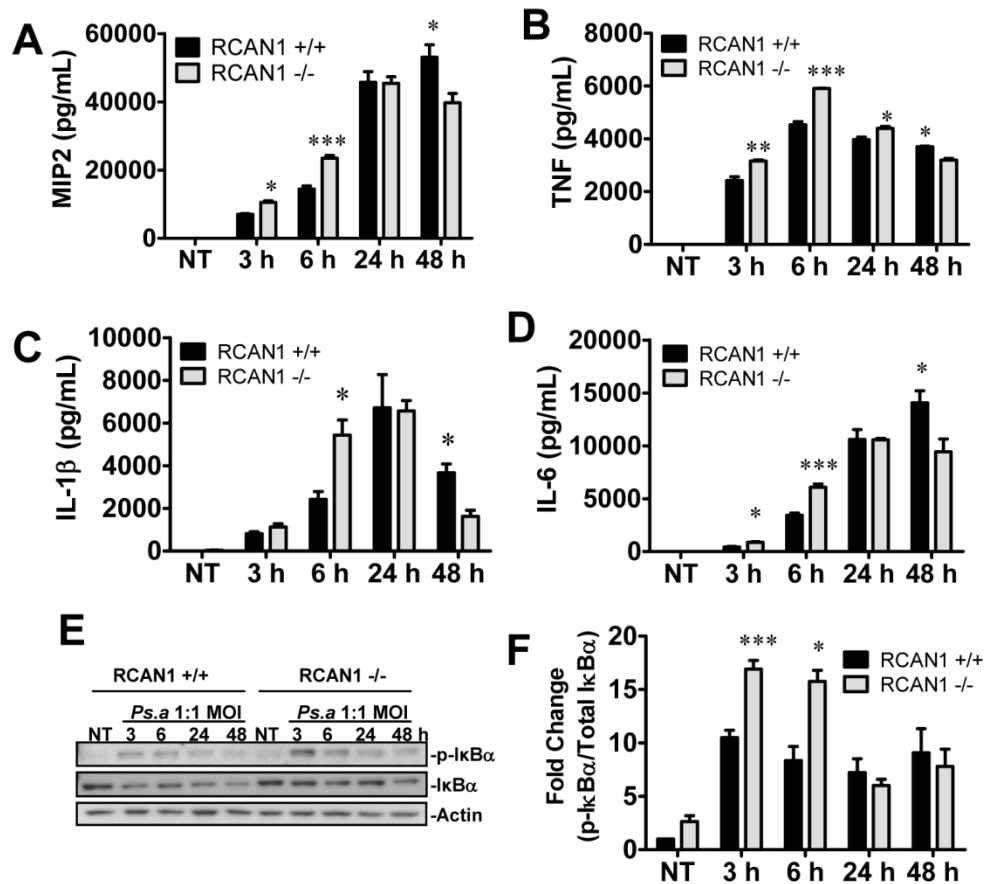 A
MIP2 (pg/mL)
60000
40000
20000
0
RCAN1 +/+
RCAN1 -/-
*
***
*
NT 3 h 6 h 24 h 48 h
B
TNF (pg/mL)
8000
6000
4000
2000
0
RCAN1 +/+
RCAN1 -/-
**
***
*
*
NT 3 h 6 h 24 h 48 h
C
IL-1β (pg/mL)
10000
8000
6000
4000
2000
0
RCAN1 +/+
RCAN1 -/-
*
*
NT 3 h 6 h 24 h 48 h
D
IL-6 (pg/mL)
20000
15000
10000
5000
0
RCAN1 +/+
RCAN1 -/-
*
***
*
NT 3 h 6 h 24 h 48 h
E
RCAN1 +/+ RCAN1 -/-
Ps.a 1:1 MOI Ps.a 1:1 MOI
NT 3 6 24 48 NT 3 6 24 48 h
-p-IκBα
-IκBα
-Actin
F
Fold Change
(p-IκBα/Total IκBα)
20
15
10
5
0
***
*
RCAN1 +/+
RCAN1 -/-
NT 3 h 6 h 24 h 48 h